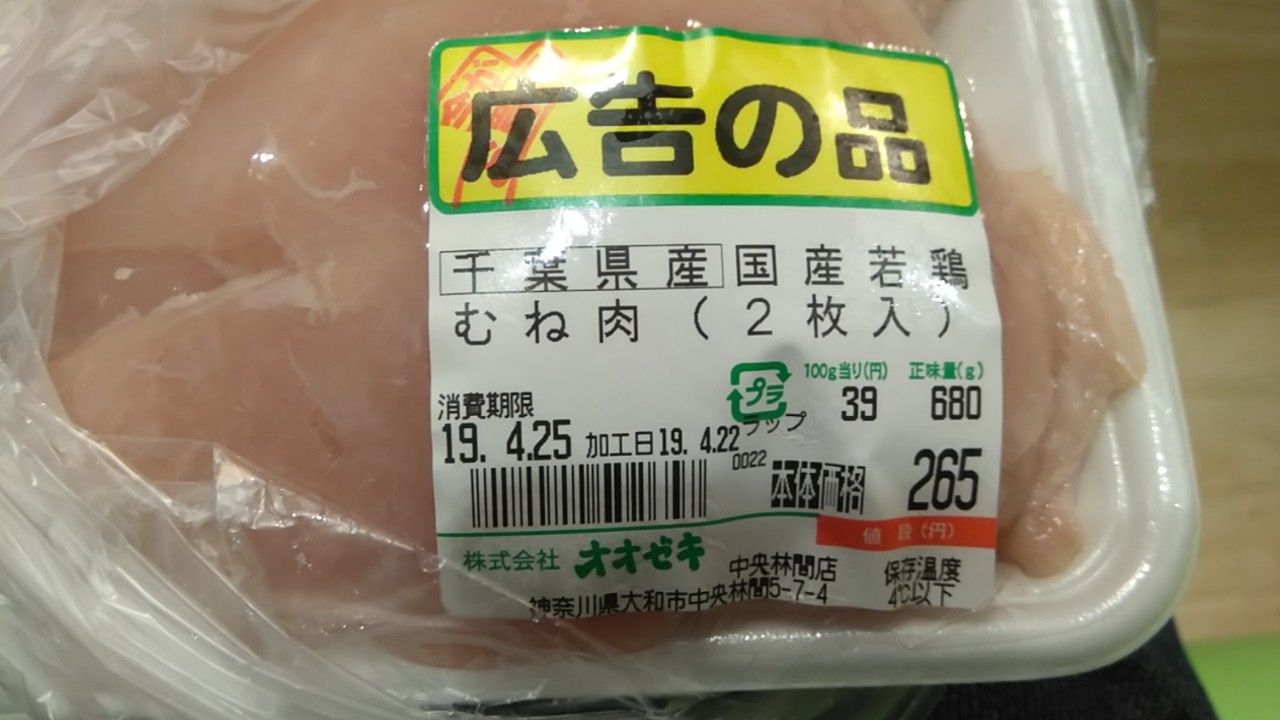 広告の品
千葉県産国産若鶏
むね肉(2枚入)
100g当り(円) 正味量(g)
消費期限 プラ 39 680
ラップ
19. 4.25 加工日19. 4.22
0022 本体価格 265
値段(円)
株式会社 オオゼキ 中央林間店 保存温度
神奈川県大和市中央林間5-7-4 4℃以下